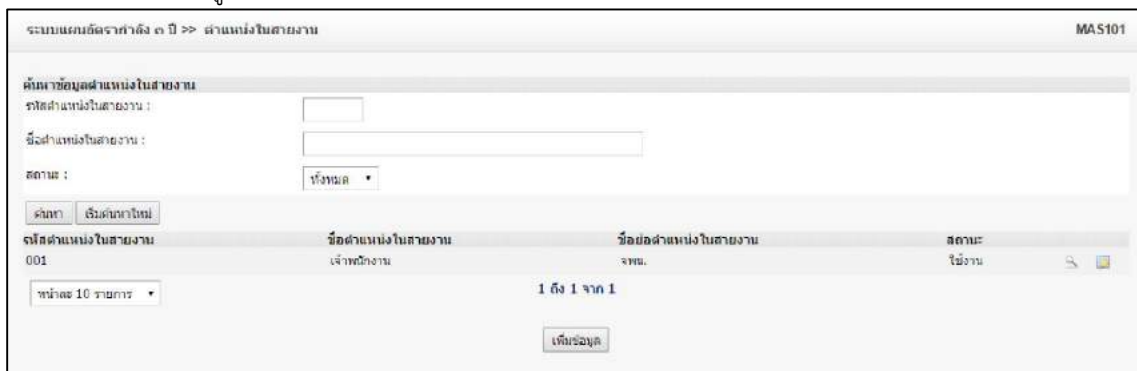 ระบบแผนอัตรากำลัง ๓ ปี >> ตำแหน่งในสายงาน MAS101
ค้นหาข้อมูลตำแหน่งในสายงาน
รหัสตำแหน่งในสายงาน :
ชื่อตำแหน่งในสายงาน :
สถานะ : ทั้งหมด
ค้นหา เริ่มค้นหาใหม่
รหัสตำแหน่งในสายงาน ชื่อตำแหน่งในสายงาน ชื่อย่อตำแหน่งในสายงาน สถานะ
001 เจ้าพนักงาน จพน. ใช้งาน
หน้าละ 10 รายการ 1 ถึง 1 จาก 1
เพิ่มข้อมูล